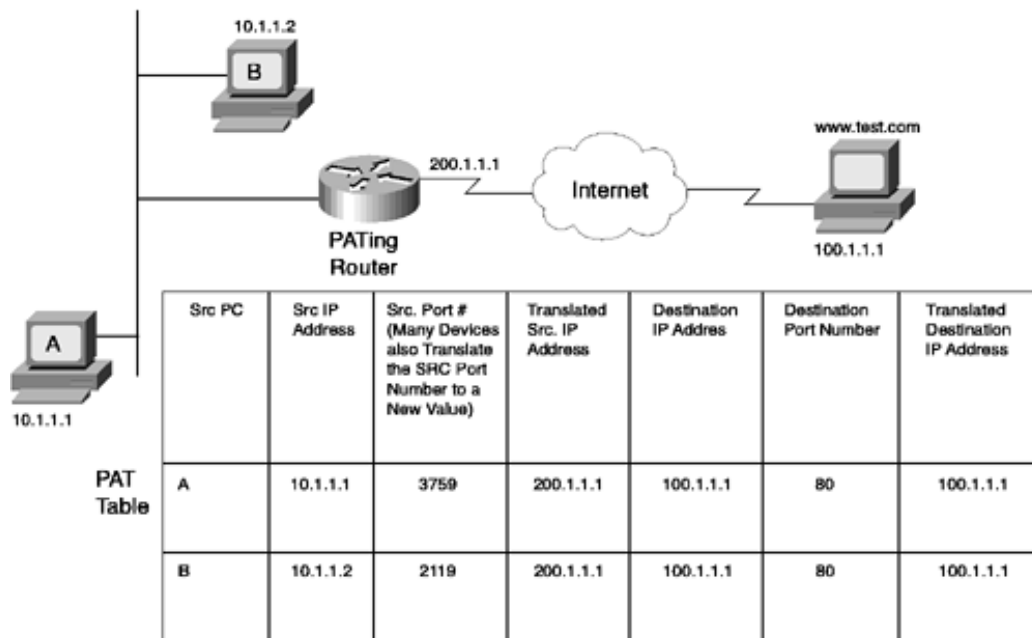 10.1.1.2
B
www.test.com
200.1.1.1
Internet
PATing
Router
100.1.1.1
A
10.1.1.1
Src PC
Src IP
Address
Src. Port #
(Many Devices
also Translate
the SRC Port
Number to a
New Value)
Translated
Src. IP
Address
Destination
IP Addres
Destination
Port Number
Translated
Destination
IP Address
PAT
Table
A
10.1.1.1
3759
200.1.1.1
100.1.1.1
80
100.1.1.1
B
10.1.1.2
2119
200.1.1.1
100.1.1.1
80
100.1.1.1